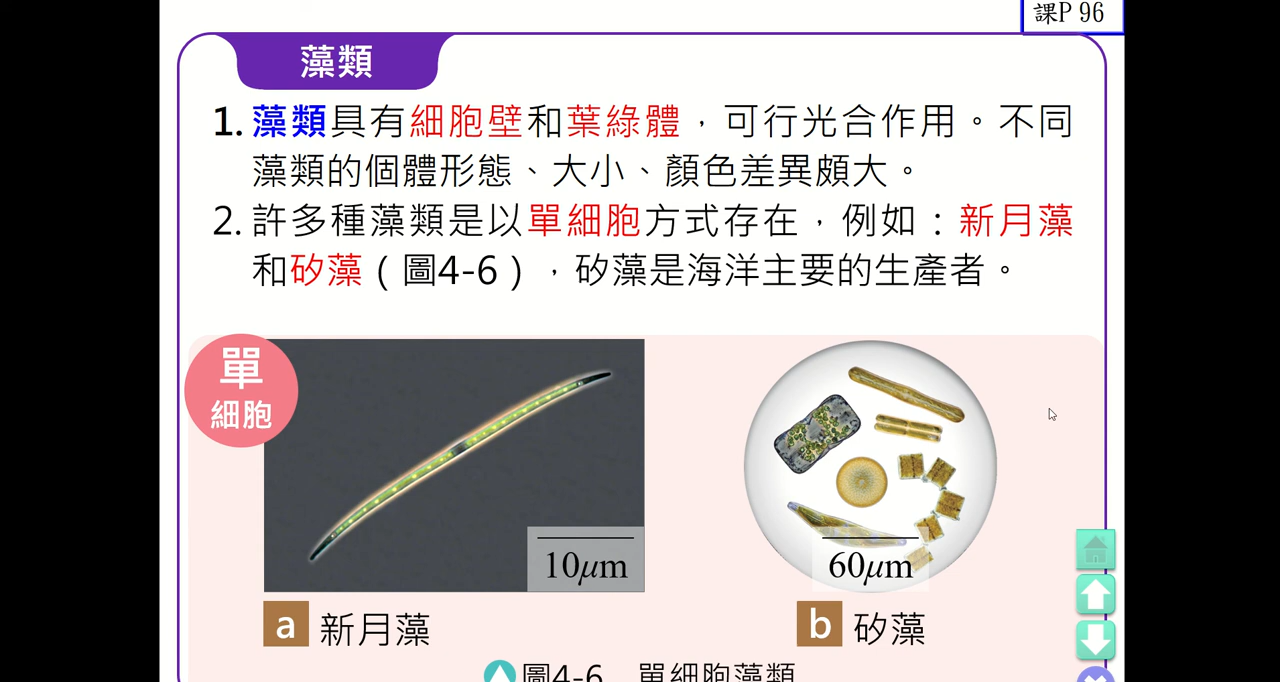 課P 96
藻類
1. 藻類具有細胞壁和葉綠體，可行光合作用。不同
藻類的個體形態、大小、顏色差異頗大。
2. 許多種藻類是以單細胞方式存在，例如：新月藻
和矽藻（圖4-6），矽藻是海洋主要的生產者。
單
細胞
10μm
60μm
a 新月藻
b 矽藻
圖4-6 單細胞藻類